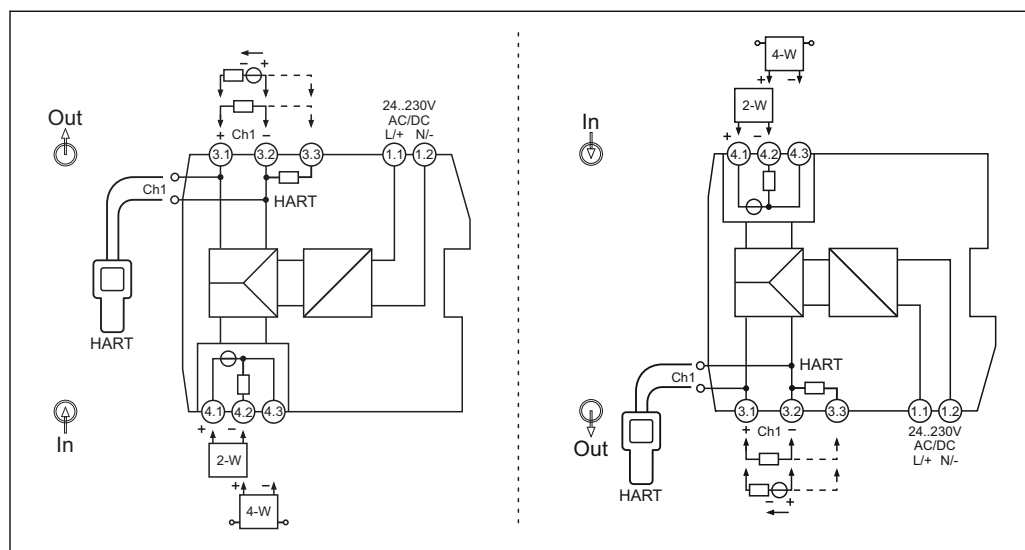 − +
24..230V
AC/DC
Out
+ Ch1 −
L/+ N/-
3.1 3.2 3.3 1.1 1.2
Ch1
HART
HART
4.1 4.2 4.3
In
+ −
2-W
+ −
4-W
4-W
+ −
2-W
In
+ −
4.1 4.2 4.3
HART
Ch1
3.1 3.2 3.3 1.1 1.2
+ Ch1 −
24..230V
AC/DC
L/+ N/-
Out
HART
− +